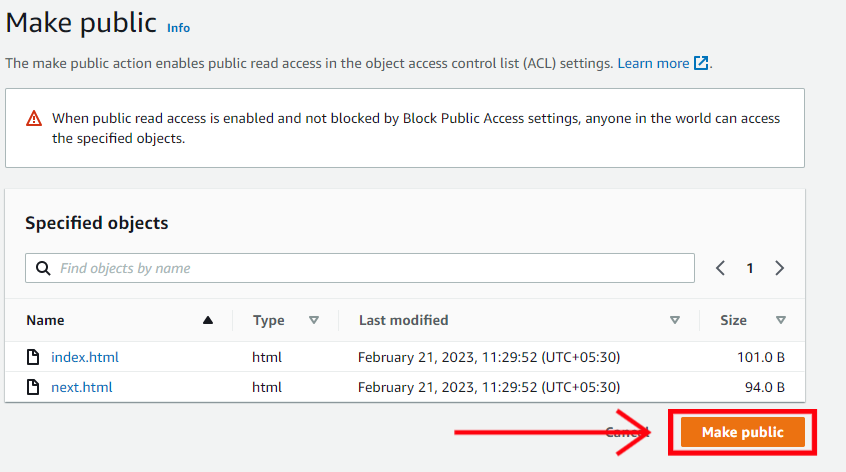 Make public Info
The make public action enables public read access in the object access control list (ACL) settings. Learn more.
When public read access is enabled and not blocked by Block Public Access settings, anyone in the world can access
the specified objects.
Specified objects
Find objects by name
1
Name Type Last modified Size
index.html html February 21, 2023, 11:29:52 (UTC+05:30) 101.0 B
next.html html February 21, 2023, 11:29:52 (UTC+05:30) 94.0 B
Cancel Make public